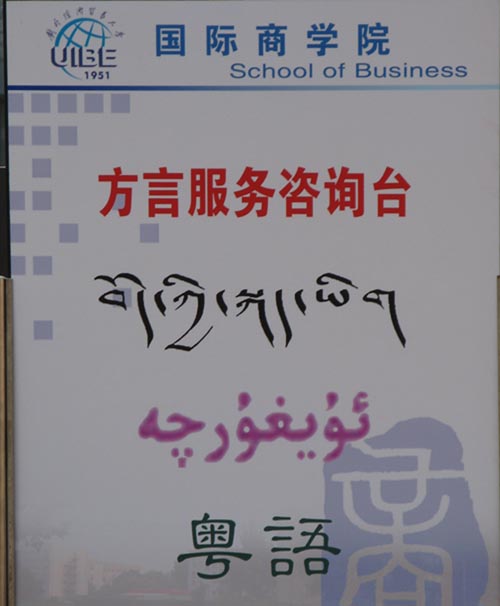 UIBE
1951
国际商学院
School of Business
方言服务咨询台
བོད་ཀྱི་སྐད་ཡིག
ئۇيغۇرچە
粤語